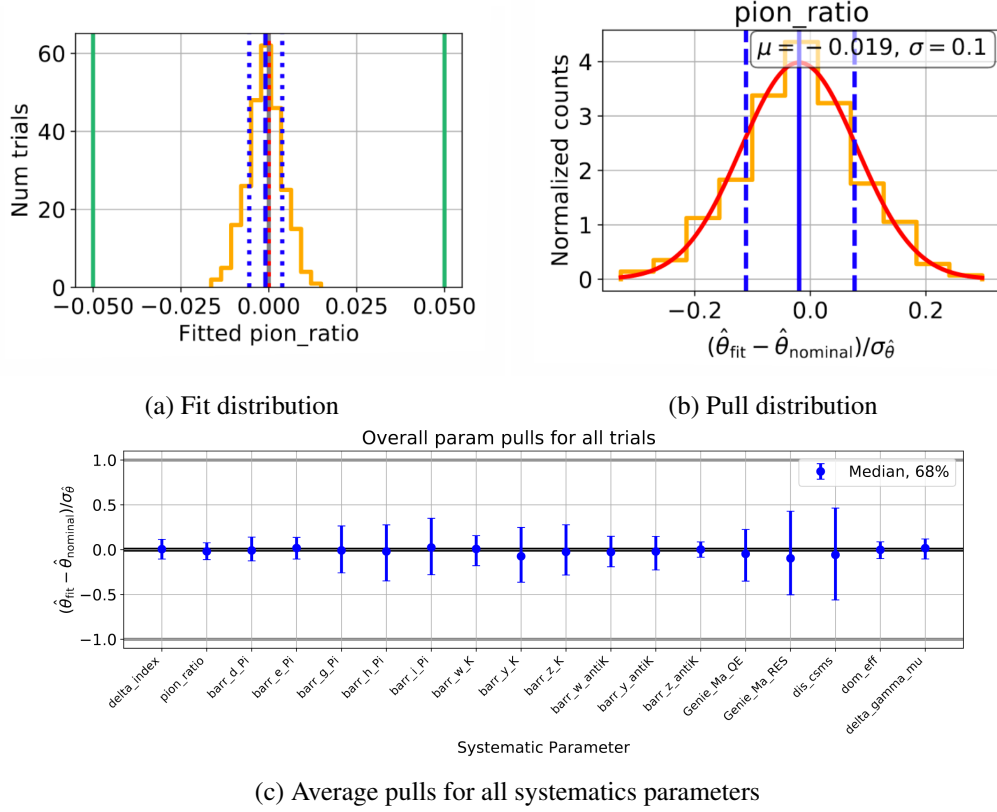 60
40
20
0
Num trials
−0.050
−0.025
0.000
0.025
0.050
Fitted pion_ratio
(a) Fit distribution
pion_ratio
μ = − 0.019, σ = 0.1
4
3
2
1
0
Normalized counts
−0.2
0.0
0.2
(θ̂fit − θ̂nominal)/σθ̂
(b) Pull distribution
Overall param pulls for all trials
Median, 68%
1.0
0.5
0.0
−0.5
−1.0
(θ̂fit − θ̂nominal)/σθ̂
delta_index
pion_ratio
barr_d_Pi
barr_e_Pi
barr_g_Pi
barr_h_Pi
barr_i_Pi
barr_w_K
barr_y_K
barr_z_K
barr_w_antiK
barr_y_antiK
barr_z_antiK
Genie_Ma_QE
Genie_Ma_RES
dis_csms
dom_eff
delta_gamma_mu
Systematic Parameter
(c) Average pulls for all systematics parameters